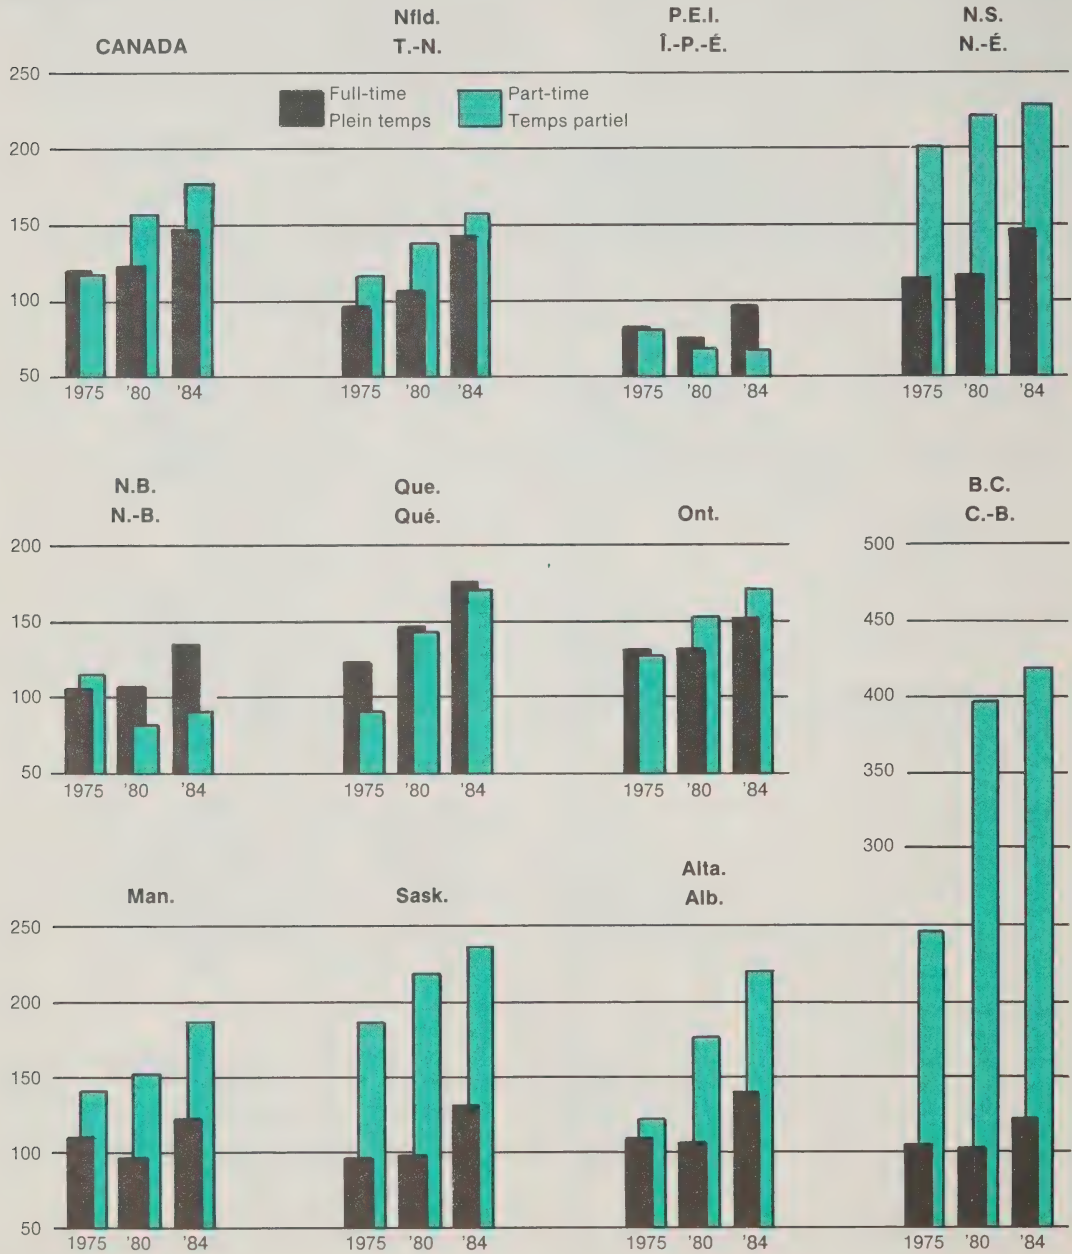 CANADA
Nfld.
T.-N.
P.E.I.
Î.-P.-É.
N.S.
N.-É.
250
200
150
100
50
Full-time
Plein temps
Part-time
Temps partiel
1975 '80 '84
1975 '80 '84
1975 '80 '84
1975 '80 '84
N.B.
N.-B.
Que.
Qué.
Ont.
200
150
100
50
1975 '80 '84
1975 '80 '84
1975 '80 '84
B.C.
C.-B.
500
450
400
350
300
Man.
Sask.
Alta.
Alb.
250
200
150
100
50
1975 '80 '84
1975 '80 '84
1975 '80 '84
1975 '80 '84